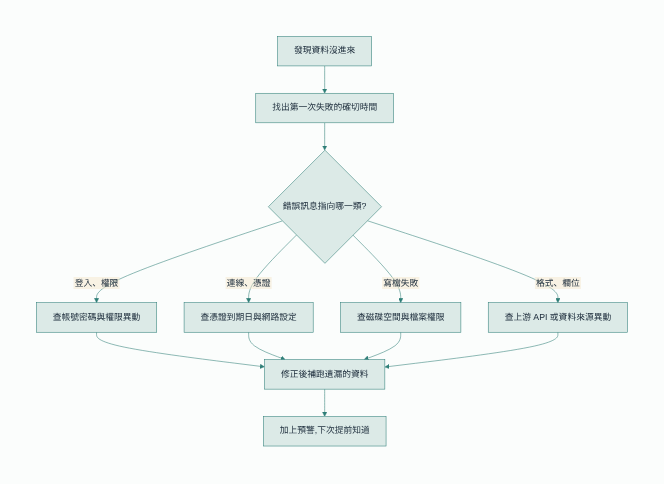 發現資料沒進來
找出第一次失敗的確切時間
錯誤訊息指向哪一類?
登入、權限
連線、憑證
寫檔失敗
格式、欄位
查帳號密碼與權限異動
查憑證到期日與網路設定
查磁碟空間與檔案權限
查上游 API 或資料來源異動
修正後補跑遺漏的資料
加上預警,下次提前知道